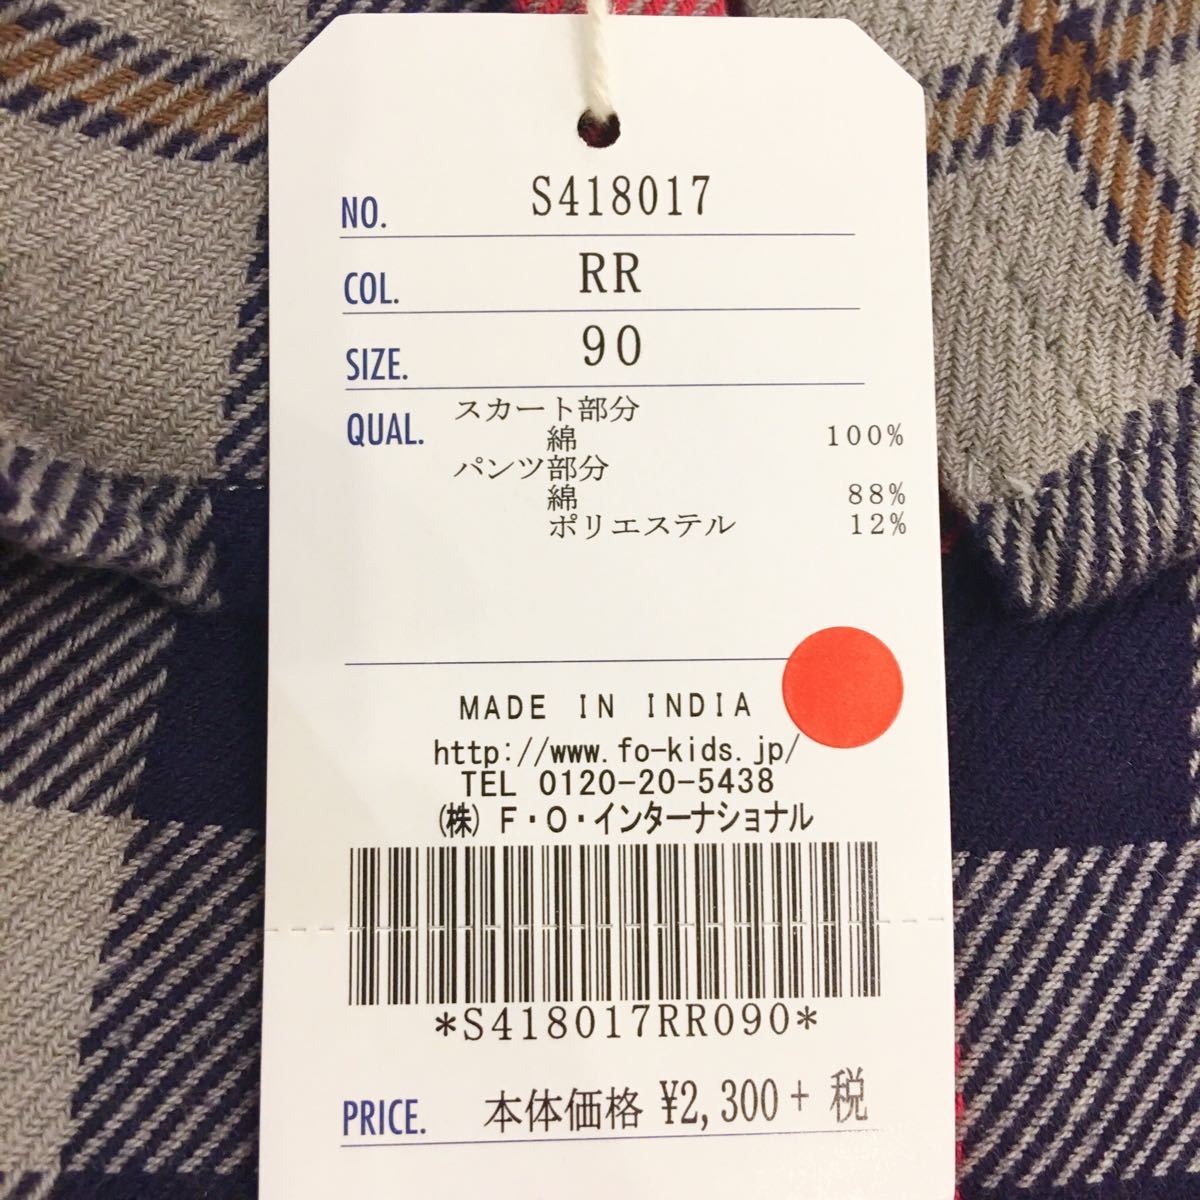 NO. S418017
COL. RR
SIZE. 90
QUAL. スカート部分
綿 100%
パンツ部分
綿 88%
ポリエステル 12%
MADE IN INDIA
http://www.fo-kids.jp/
TEL 0120-20-5438
(株) F・O・インターナショナル
*S418017RR090*
PRICE. 本体価格 ¥2,300 + 税